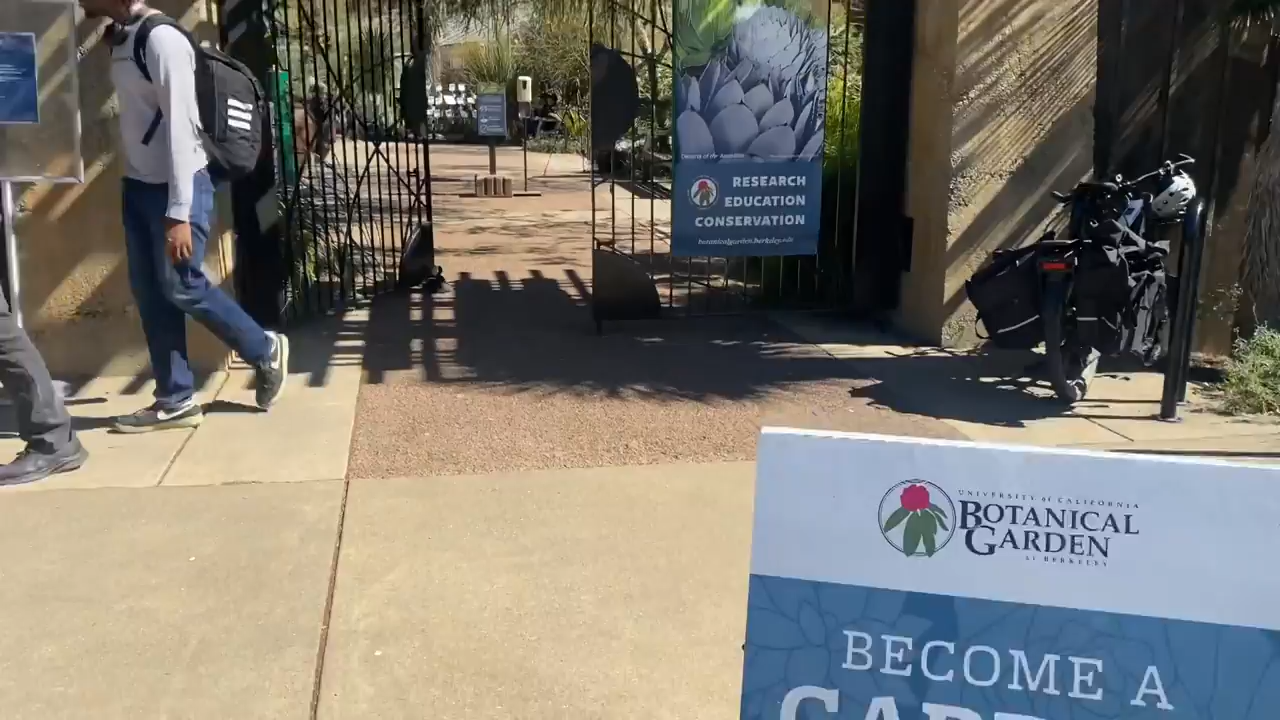 RESEARCH
EDUCATION
CONSERVATION
botanicalgarden.berkeley.edu
UNIVERSITY of CALIFORNIA
BOTANICAL
GARDEN
AT BERKELEY
BECOME A